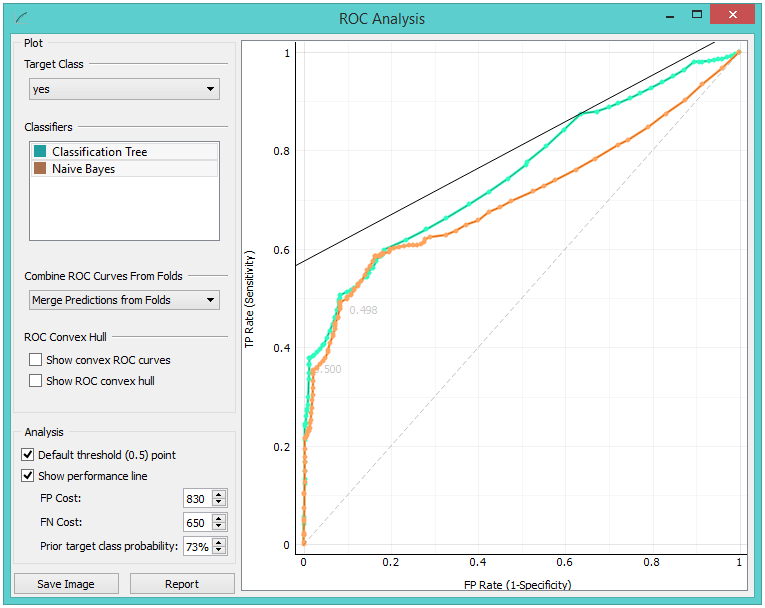 ROC Analysis
Plot
Target Class
yes
Classifiers
Classification Tree
Naive Bayes
Combine ROC Curves From Folds
Merge Predictions from Folds
ROC Convex Hull
Show convex ROC curves
Show ROC convex hull
Analysis
Default threshold (0.5) point
Show performance line
FP Cost: 830
FN Cost: 650
Prior target class probability: 73%
Save Image Report
TP Rate (Sensitivity)
1
0.8
0.6
0.4
0.2
0
0.498
.500
0 0.2 0.4 0.6 0.8 1
FP Rate (1-Specificity)